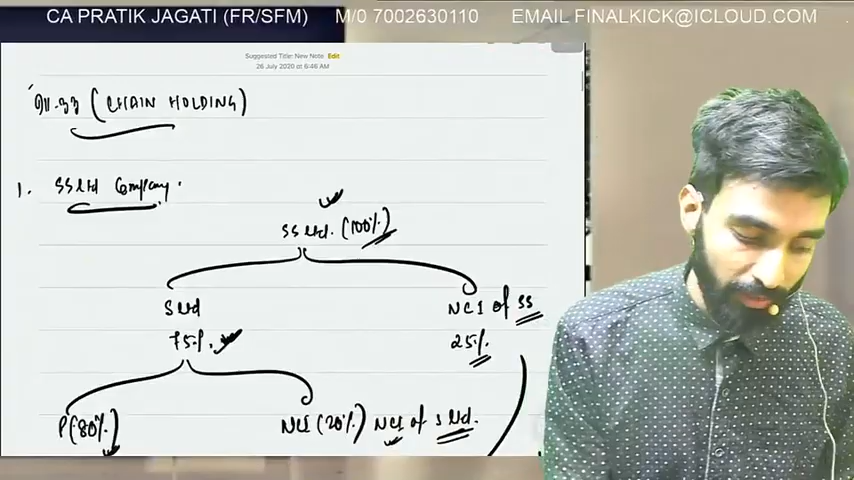 CA PRATIK JAGATI (FR/SFM) M/0 7002630110 EMAIL FINALKICK@ICLOUD.COM
Suggested Title: New Note Edit
26 July 2020 at 6:46 AM
(CHAIN HOLDING)
1. SS Ltd Company.
SS Ltd. (100%)
S Ltd NCI of SS
75%. 25%.
P(80%) NCI (20%) NCI of S Ltd.